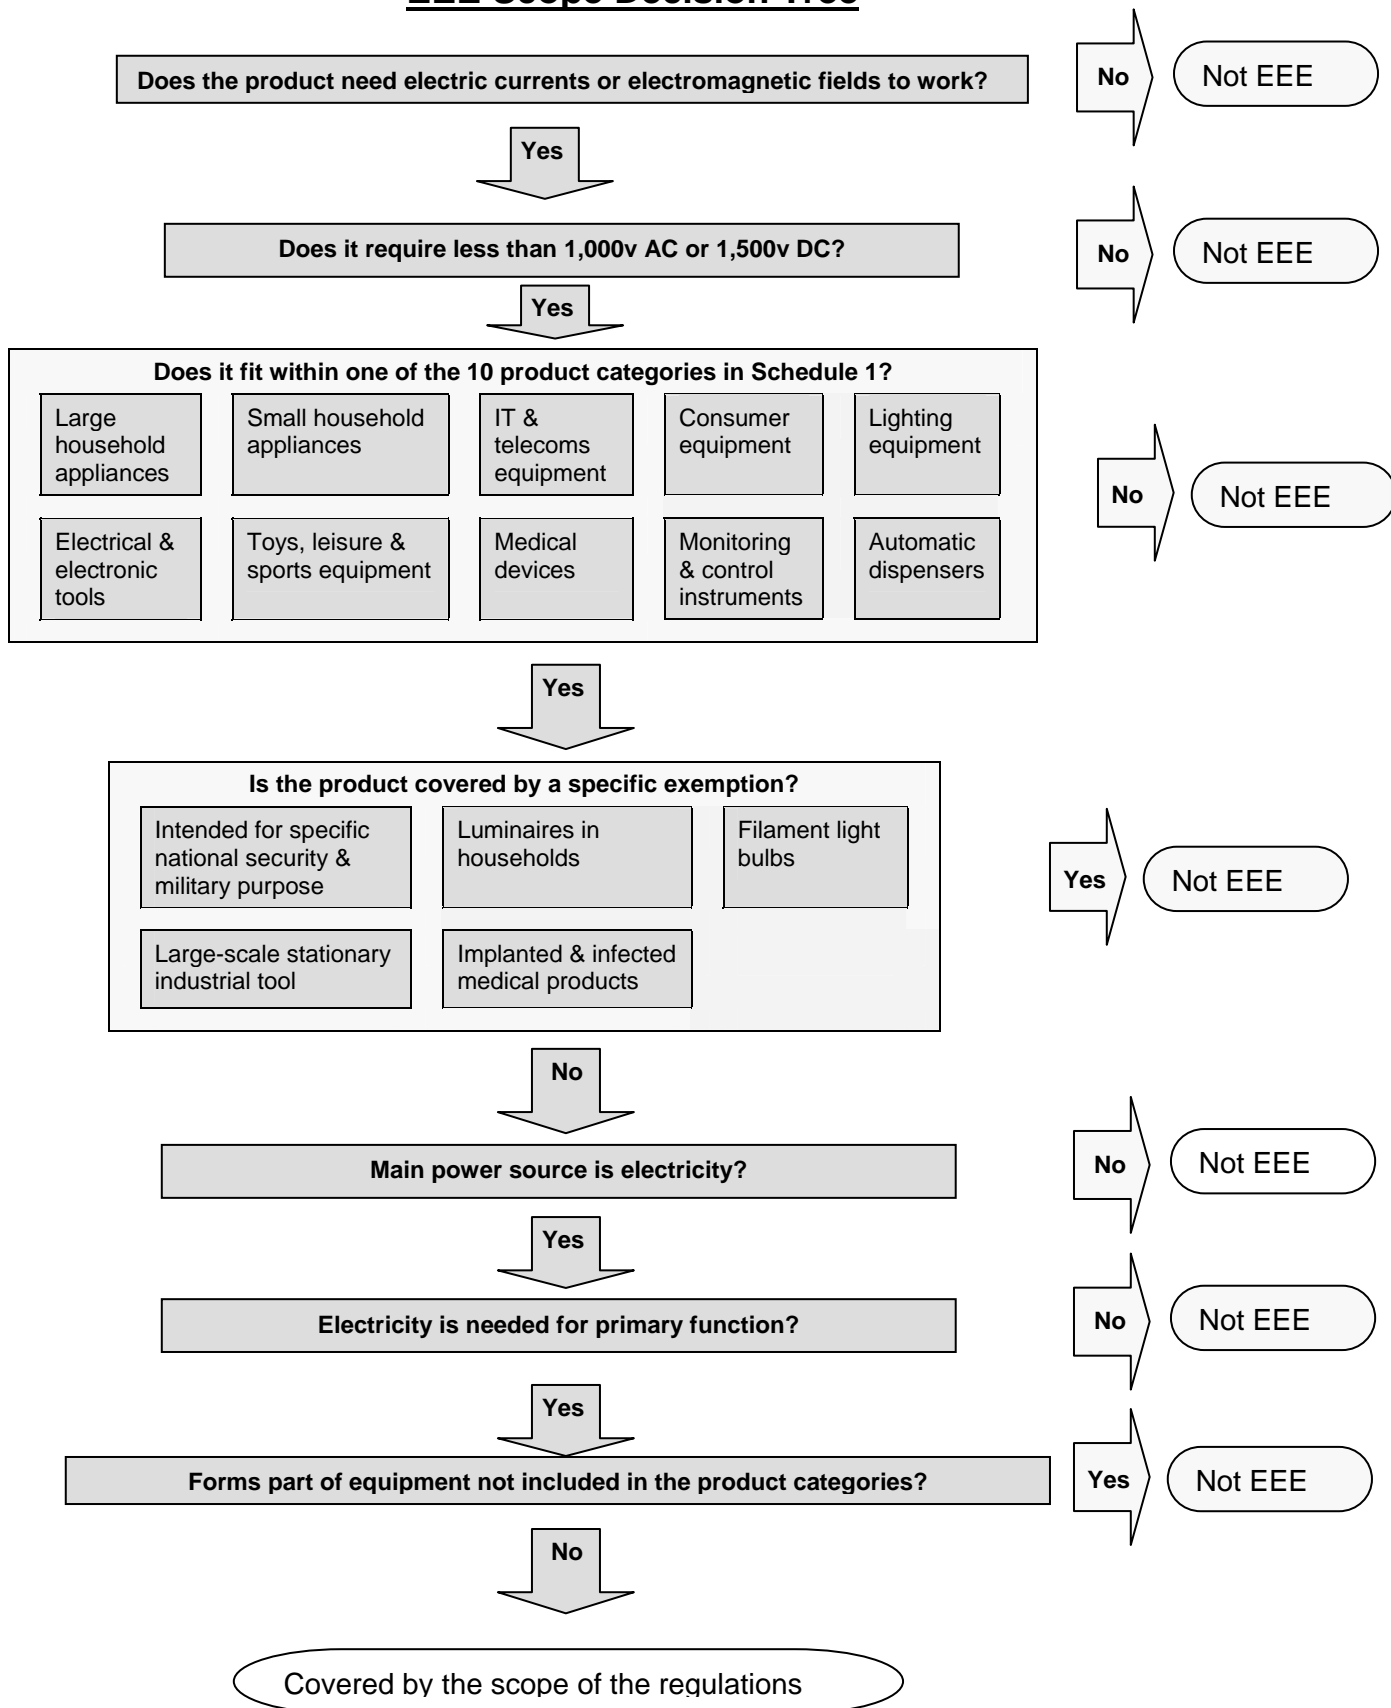 EEE Scope Decision Tree
Does the product need electric currents or electromagnetic fields to work?
No
Not EEE
Yes
Does it require less than 1,000v AC or 1,500v DC?
No
Not EEE
Yes
Does it fit within one of the 10 product categories in Schedule 1?
Large
household
appliances
Small household
appliances
IT &
telecoms
equipment
Consumer
equipment
Lighting
equipment
Electrical &
electronic
tools
Toys, leisure &
sports equipment
Medical
devices
Monitoring
& control
instruments
Automatic
dispensers
No
Not EEE
Yes
Is the product covered by a specific exemption?
Intended for specific
national security &
military purpose
Luminaires in
households
Filament light
bulbs
Large-scale stationary
industrial tool
Implanted & infected
medical products
Yes
Not EEE
No
Main power source is electricity?
No
Not EEE
Yes
Electricity is needed for primary function?
No
Not EEE
Yes
Forms part of equipment not included in the product categories?
Yes
Not EEE
No
Covered by the scope of the regulations